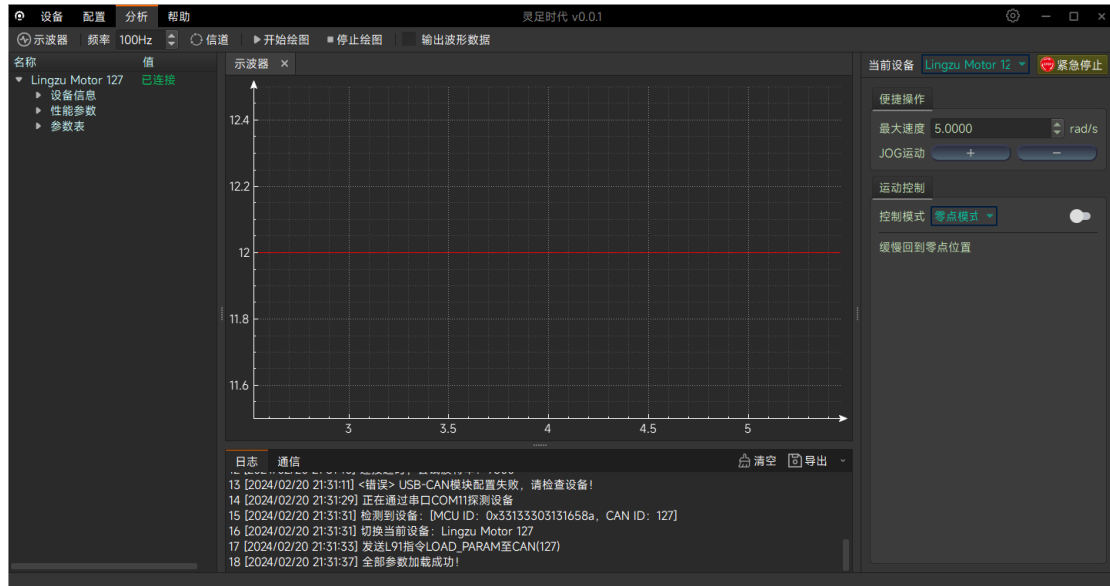 设备 配置 分析 帮助 灵足时代 v0.0.1
示波器 频率 100Hz 信道 开始绘图 停止绘图 输出波形数据
名称 值
Lingzu Motor 127 已连接
设备信息
性能参数
参数表
示波器
12.4
12.2
12
11.8
11.6
3 3.5 4 4.5 5
日志 通信 清空 导出
13 [2024/02/20 21:31:11] <错误> USB-CAN模块配置失败，请检查设备！
14 [2024/02/20 21:31:29] 正在通过串口COM11探测设备
15 [2024/02/20 21:31:31] 检测到设备：[MCU ID：0x33133303131658a，CAN ID：127]
16 [2024/02/20 21:31:31] 切换当前设备：Lingzu Motor 127
17 [2024/02/20 21:31:33] 发送L91指令LOAD_PARAM至CAN(127)
18 [2024/02/20 21:31:37] 全部参数加载成功！
当前设备 Lingzu Motor 12 紧急停止
便捷操作
最大速度 5.0000 rad/s
JOG运动 + −
运动控制
控制模式 零点模式
缓慢回到零点位置